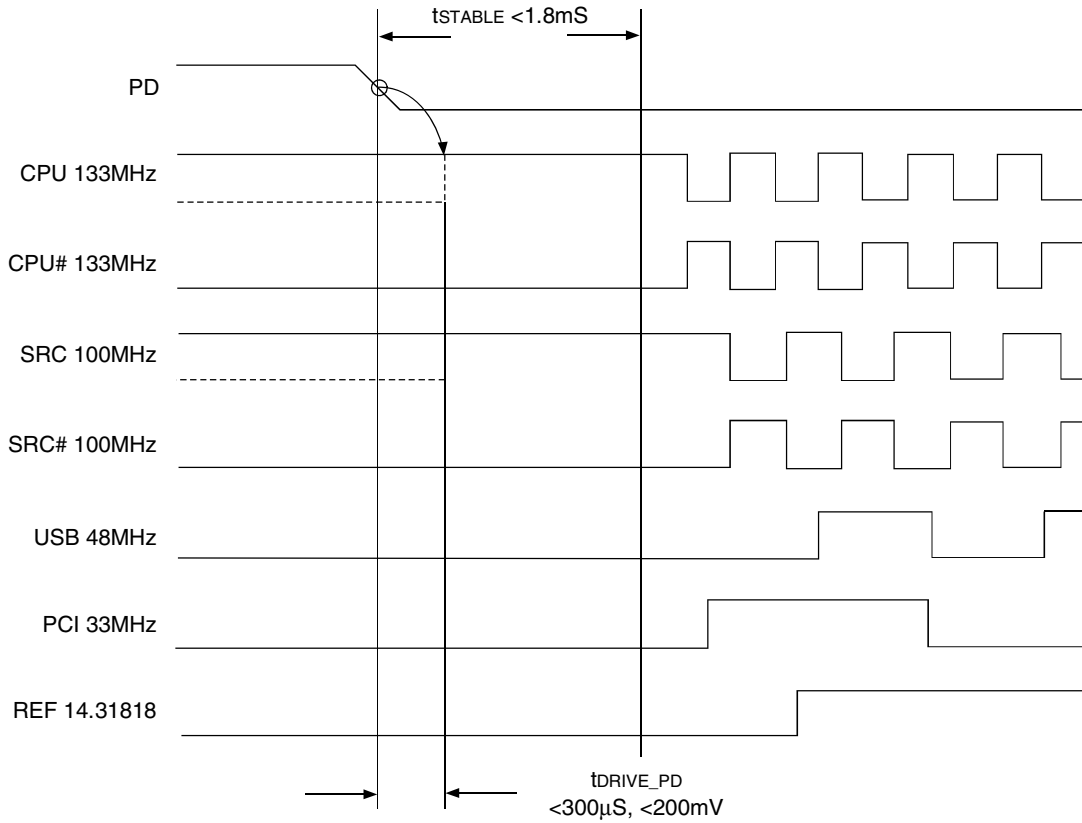 tSTABLE <1.8mS
PD
CPU 133MHz
CPU# 133MHz
SRC 100MHz
SRC# 100MHz
USB 48MHz
PCI 33MHz
REF 14.31818
tDRIVE_PD
<300μS, <200mV